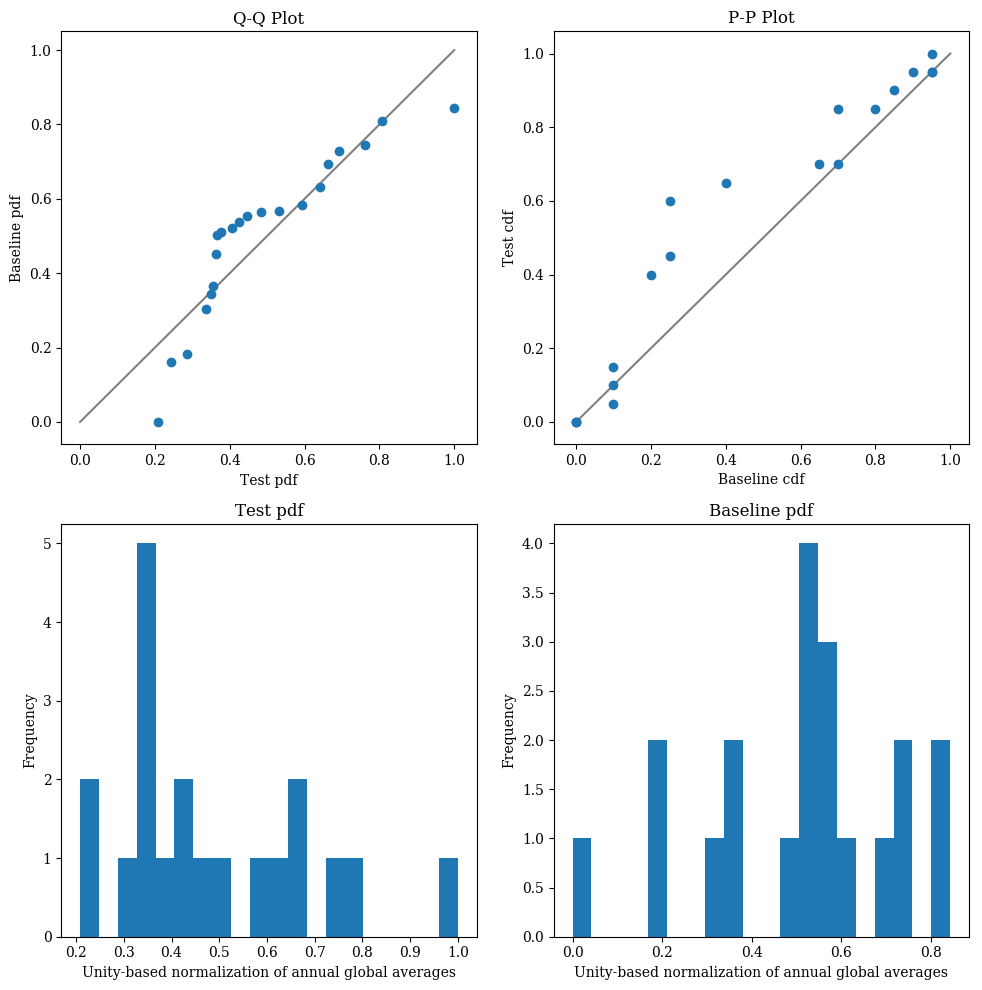 Q-Q Plot
1.0
0.8
0.6
0.4
0.2
0.0
Baseline pdf
0.0 0.2 0.4 0.6 0.8 1.0
Test pdf
P-P Plot
1.0
0.8
0.6
0.4
0.2
0.0
Test cdf
0.0 0.2 0.4 0.6 0.8 1.0
Baseline cdf
Test pdf
5
4
3
2
1
0
Frequency
0.2 0.3 0.4 0.5 0.6 0.7 0.8 0.9 1.0
Unity-based normalization of annual global averages
Baseline pdf
4.0
3.5
3.0
2.5
2.0
1.5
1.0
0.5
0.0
Frequency
0.0 0.2 0.4 0.6 0.8
Unity-based normalization of annual global averages